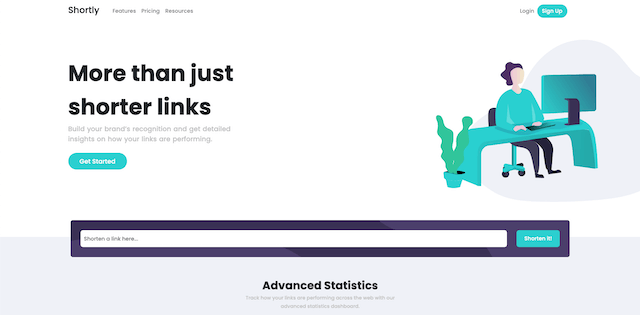 Shortly
Features Pricing Resources
Login Sign Up
More than just
shorter links
Build your brand's recognition and get detailed
insights on how your links are performing.
Get Started
Shorten a link here...
Shorten it!
Advanced Statistics
Track how your links are performing across the web with our
advanced statistics dashboard.